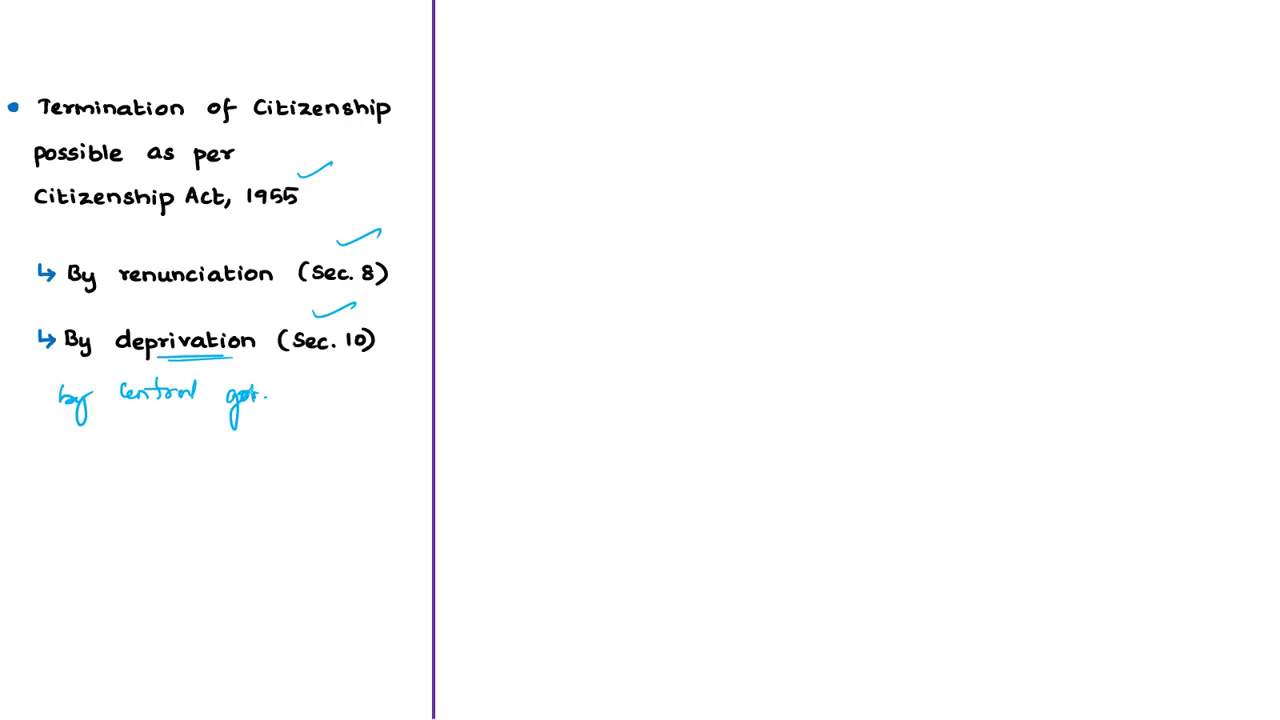 • Termination of Citizenship
possible as per
Citizenship Act, 1955
↳ By renunciation (Sec. 8)
↳ By deprivation (Sec. 10)
by central govt.